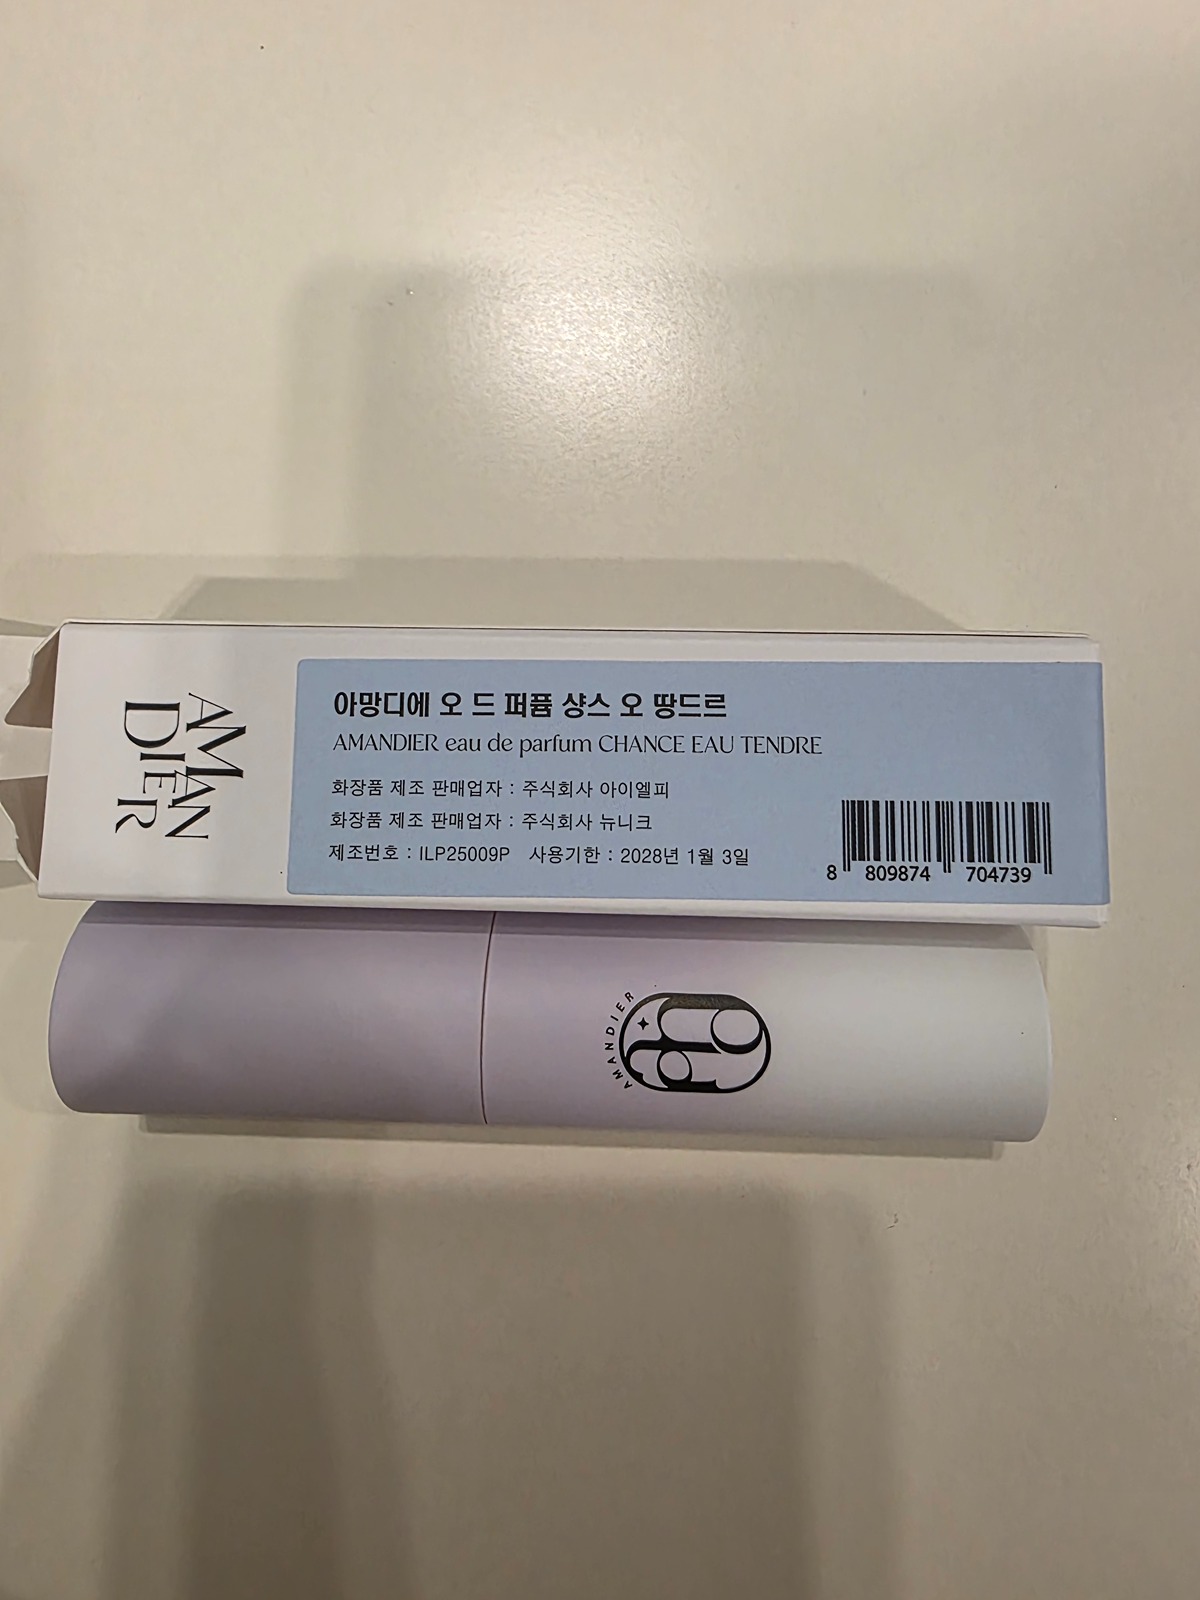 AMANDIER
아망디에 오 드 퍼퓸 샹스 오 땅드르
AMANDIER eau de parfum CHANCE EAU TENDRE
화장품 제조 판매업자 : 주식회사 아이엘피
화장품 제조 판매업자 : 주식회사 뉴니크
제조번호 : ILP25009P 사용기한 : 2028년 1월 3일
8 809874 704739
AMANDIER